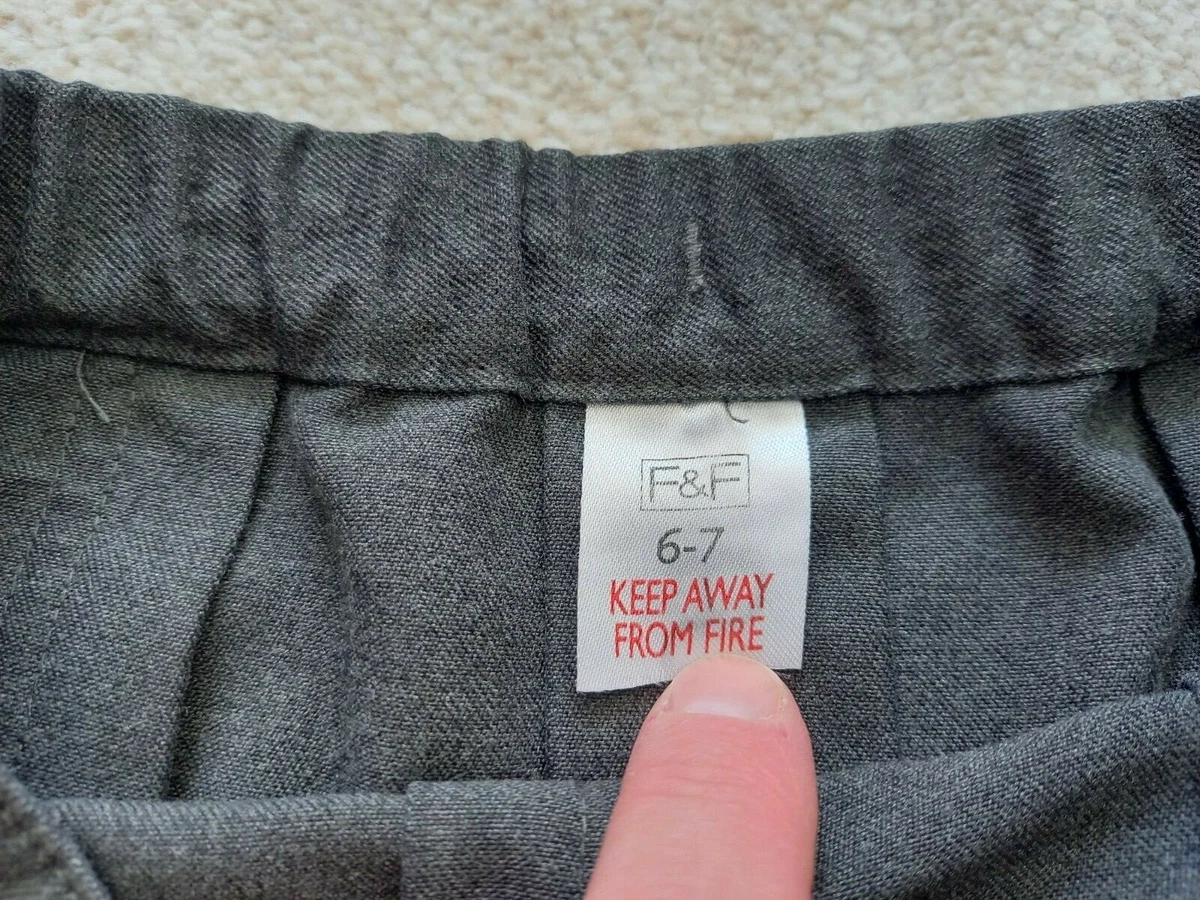 F&F
6-7
KEEP AWAY
FROM FIRE